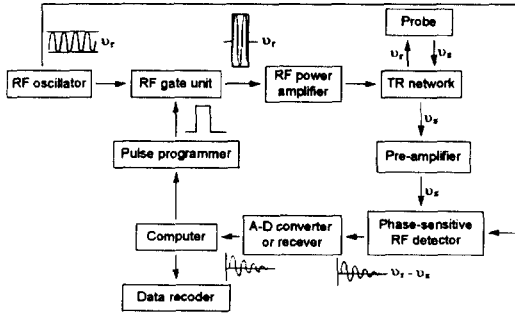 Probe
υr
υr
υr
υs
RF oscillator
RF gate unit
RF power
amplifier
TR network
υs
Pulse programmer
Pre-amplifier
υs
Computer
A-D converter
or recever
Phase-sensitive
RF detector
υr - υs
Data recoder